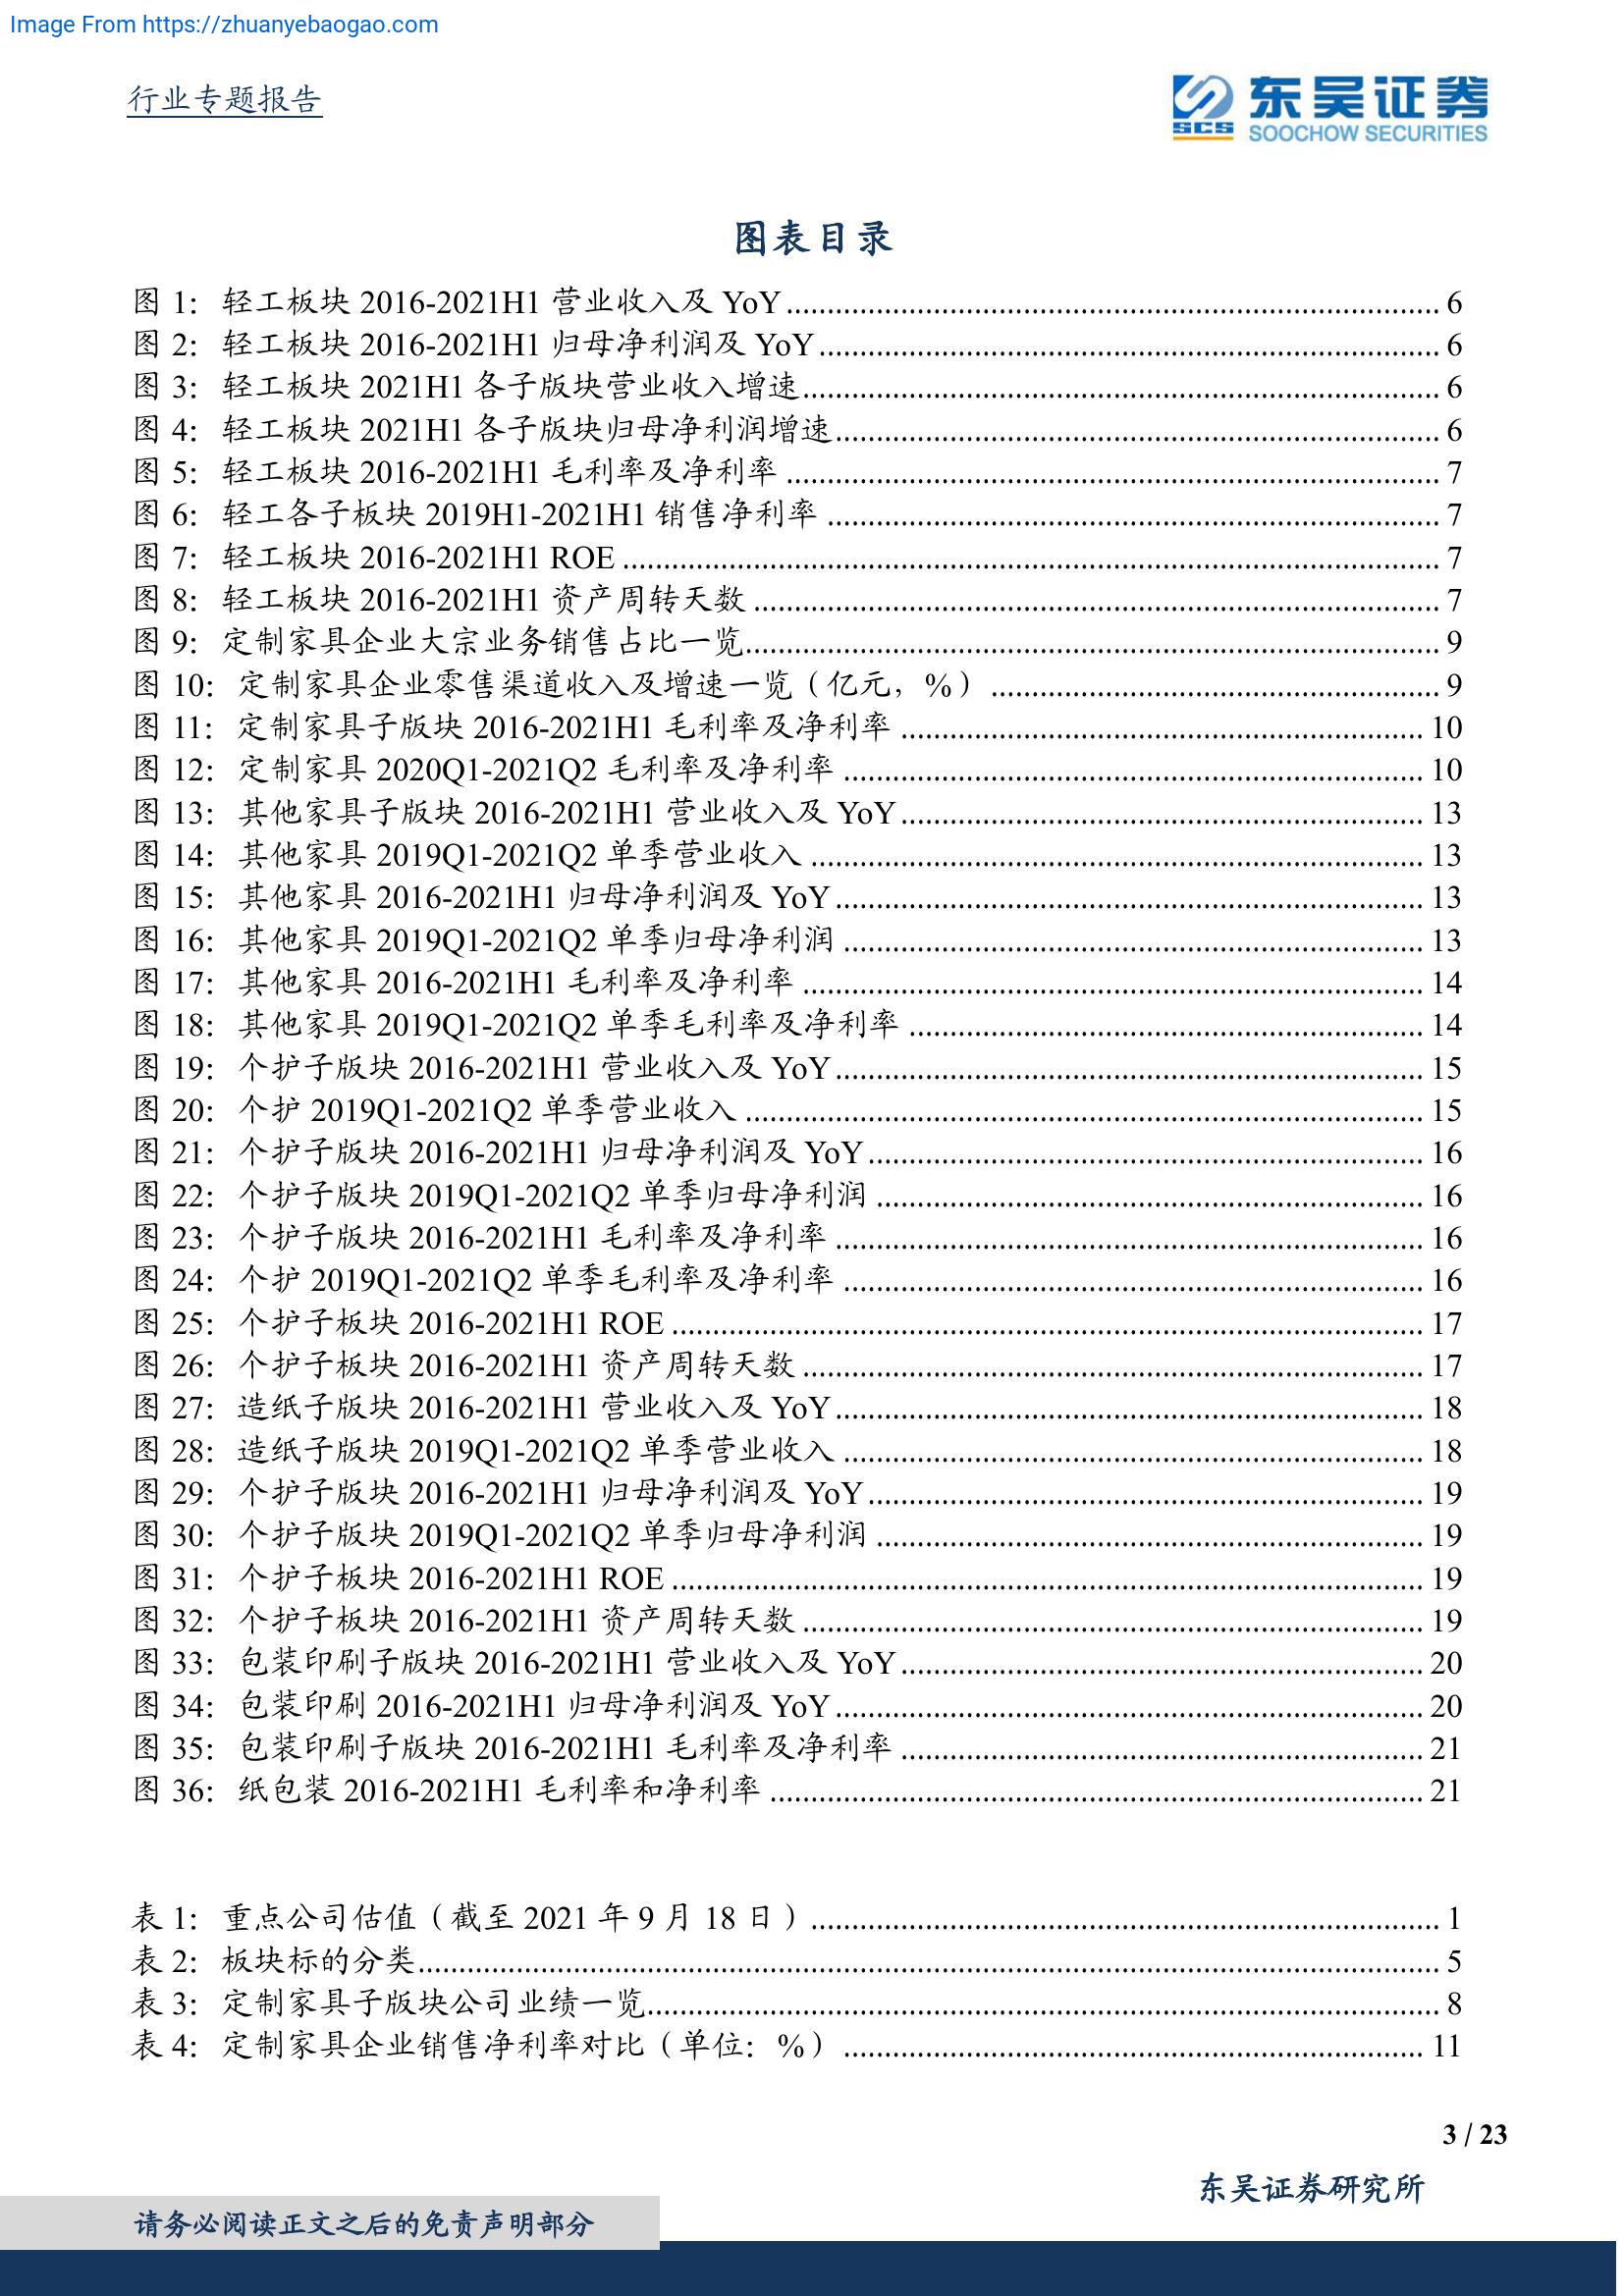 Image From https://zhuanyebaogao.com
行业专题报告
SCS 东吴证券
SOOCHOW SECURITIES
图表目录
图 1: 轻工板块 2016-2021H1 营业收入及 YoY 6
图 2: 轻工板块 2016-2021H1 归母净利润及 YoY 6
图 3: 轻工板块 2021H1 各子版块营业收入增速 6
图 4: 轻工板块 2021H1 各子版块归母净利润增速 6
图 5: 轻工板块 2016-2021H1 毛利率及净利率 7
图 6: 轻工各子板块 2019H1-2021H1 销售净利率 7
图 7: 轻工板块 2016-2021H1 ROE 7
图 8: 轻工板块 2016-2021H1 资产周转天数 7
图 9: 定制家具企业大宗业务销售占比一览 9
图 10: 定制家具企业零售渠道收入及增速一览（亿元，%） 9
图 11: 定制家具子版块 2016-2021H1 毛利率及净利率 10
图 12: 定制家具 2020Q1-2021Q2 毛利率及净利率 10
图 13: 其他家具子版块 2016-2021H1 营业收入及 YoY 13
图 14: 其他家具 2019Q1-2021Q2 单季营业收入 13
图 15: 其他家具 2016-2021H1 归母净利润及 YoY 13
图 16: 其他家具 2019Q1-2021Q2 单季归母净利润 13
图 17: 其他家具 2016-2021H1 毛利率及净利率 14
图 18: 其他家具 2019Q1-2021Q2 单季毛利率及净利率 14
图 19: 个护子版块 2016-2021H1 营业收入及 YoY 15
图 20: 个护 2019Q1-2021Q2 单季营业收入 15
图 21: 个护子版块 2016-2021H1 归母净利润及 YoY 16
图 22: 个护子版块 2019Q1-2021Q2 单季归母净利润 16
图 23: 个护子版块 2016-2021H1 毛利率及净利率 16
图 24: 个护 2019Q1-2021Q2 单季毛利率及净利率 16
图 25: 个护子板块 2016-2021H1 ROE 17
图 26: 个护子板块 2016-2021H1 资产周转天数 17
图 27: 造纸子版块 2016-2021H1 营业收入及 YoY 18
图 28: 造纸子版块 2019Q1-2021Q2 单季营业收入 18
图 29: 个护子版块 2016-2021H1 归母净利润及 YoY 19
图 30: 个护子版块 2019Q1-2021Q2 单季归母净利润 19
图 31: 个护子板块 2016-2021H1 ROE 19
图 32: 个护子板块 2016-2021H1 资产周转天数 19
图 33: 包装印刷子版块 2016-2021H1 营业收入及 YoY 20
图 34: 包装印刷 2016-2021H1 归母净利润及 YoY 20
图 35: 包装印刷子版块 2016-2021H1 毛利率及净利率 21
图 36: 纸包装 2016-2021H1 毛利率和净利率 21
表 1: 重点公司估值（截至 2021 年 9 月 18 日） 1
表 2: 板块标的分类 5
表 3: 定制家具子版块公司业绩一览 8
表 4: 定制家具企业销售净利率对比（单位：%） 11
3 / 23
东吴证券研究所
请务必阅读正文之后的免责声明部分